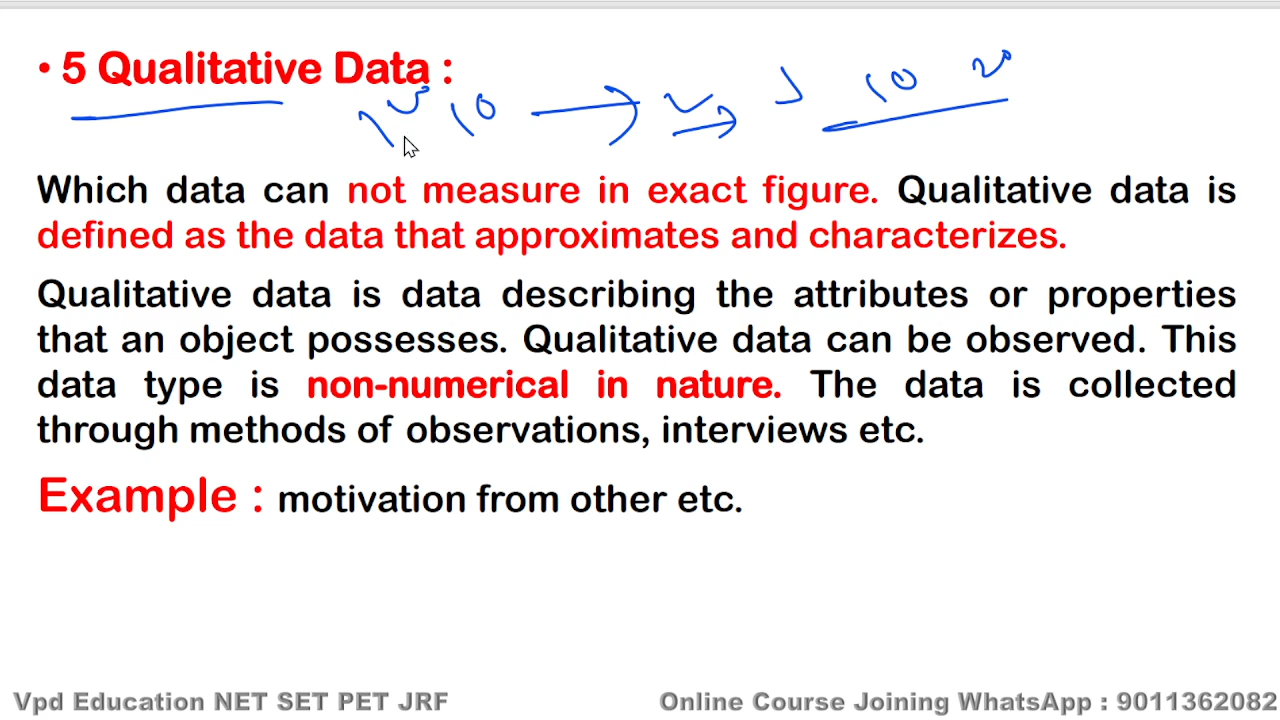 • 5 Qualitative Data :
10 10
Which data can not measure in exact figure. Qualitative data is
defined as the data that approximates and characterizes.
Qualitative data is data describing the attributes or properties
that an object possesses. Qualitative data can be observed. This
data type is non-numerical in nature. The data is collected
through methods of observations, interviews etc.
Example : motivation from other etc.
Vpd Education NET SET PET JRF Online Course Joining WhatsApp : 9011362082